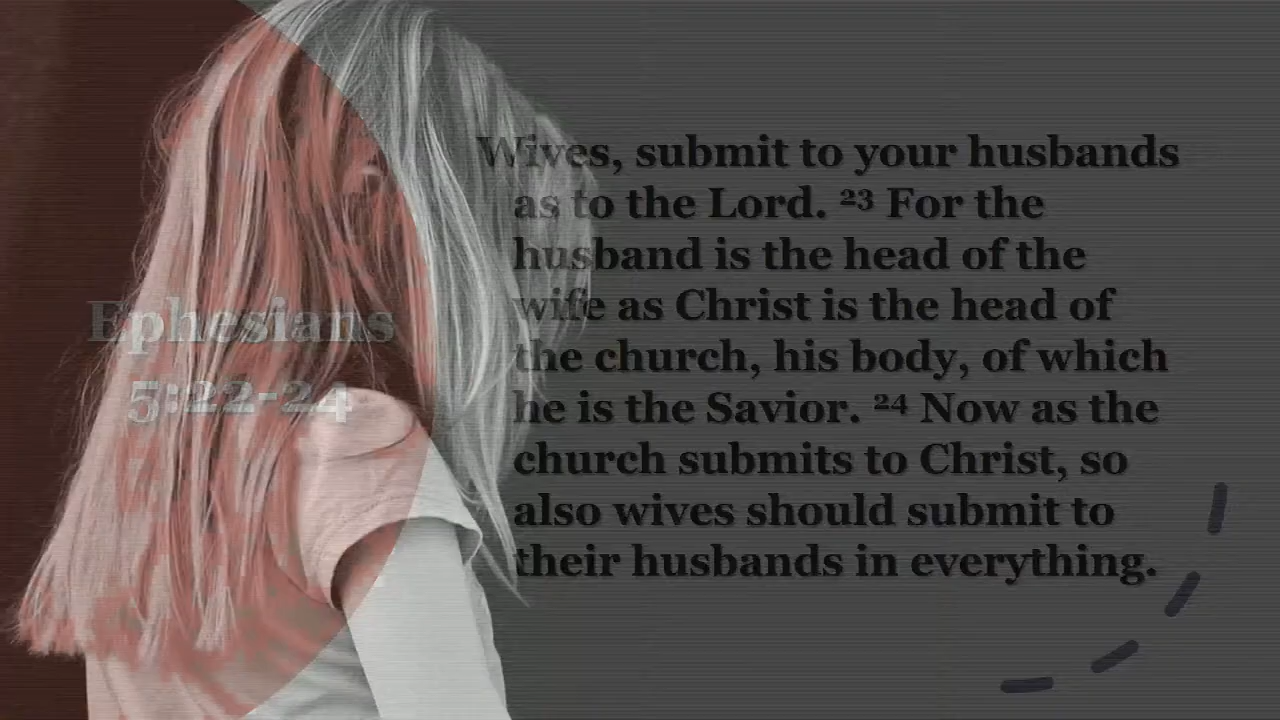 Ephesians
5:22-24
Wives, submit to your husbands
as to the Lord. ²³ For the
husband is the head of the
wife as Christ is the head of
the church, his body, of which
he is the Savior. ²⁴ Now as the
church submits to Christ, so
also wives should submit to
their husbands in everything.